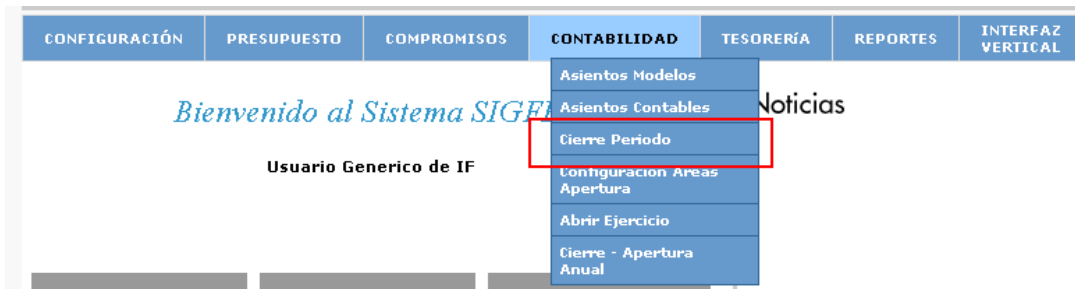 CONFIGURACIÓN
PRESUPUESTO
COMPROMISOS
CONTABILIDAD
TESORERÍA
REPORTES
INTERFAZ
VERTICAL
Asientos Modelos
Asientos Contables
Cierre Periodo
Configuracion Areas
Apertura
Abrir Ejercicio
Cierre - Apertura
Anual
Bienvenido al Sistema
Noticias
Usuario Generico de IF